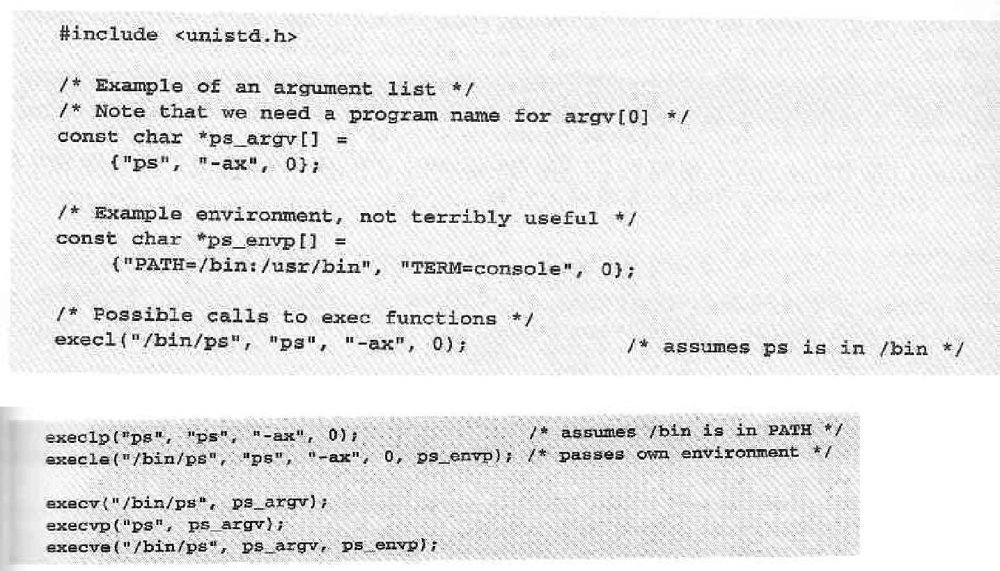 #include <unistd.h>
/* Example of an argument list */
/* Note that we need a program name for argv[0] */
const char *ps_argv[] =
    {"ps", "-ax", 0};
/* Example environment, not terribly useful */
const char *ps_envp[] =
    {"PATH=/bin:/usr/bin", "TERM=console", 0};
/* Possible calls to exec functions */
execl("/bin/ps", "ps", "-ax", 0); /* assumes ps is in /bin */
execlp("ps", "ps", "-ax", 0); /* assumes /bin is in PATH */
execle("/bin/ps", "ps", "-ax", 0, ps_envp); /* passes own environment */
execv("/bin/ps", ps_argv);
execvp("ps", ps_argv);
execve("/bin/ps", ps_argv, ps_envp);